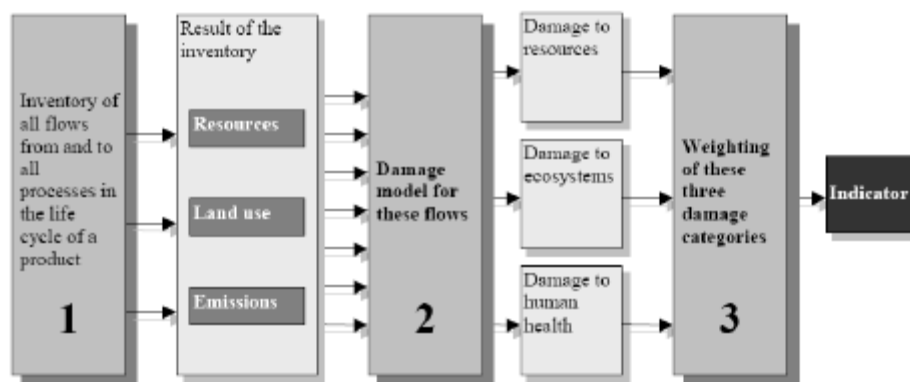 Inventory of
all flows
from and to
all
processes in
the life
cycle of a
product
1
Result of the
inventory
Resources
Land use
Emissions
Damage
model for
these flows
2
Damage to
resources
Damage to
ecosystems
Damage to
human
health
Weighting
of these
three
damage
categories
3
Indicator